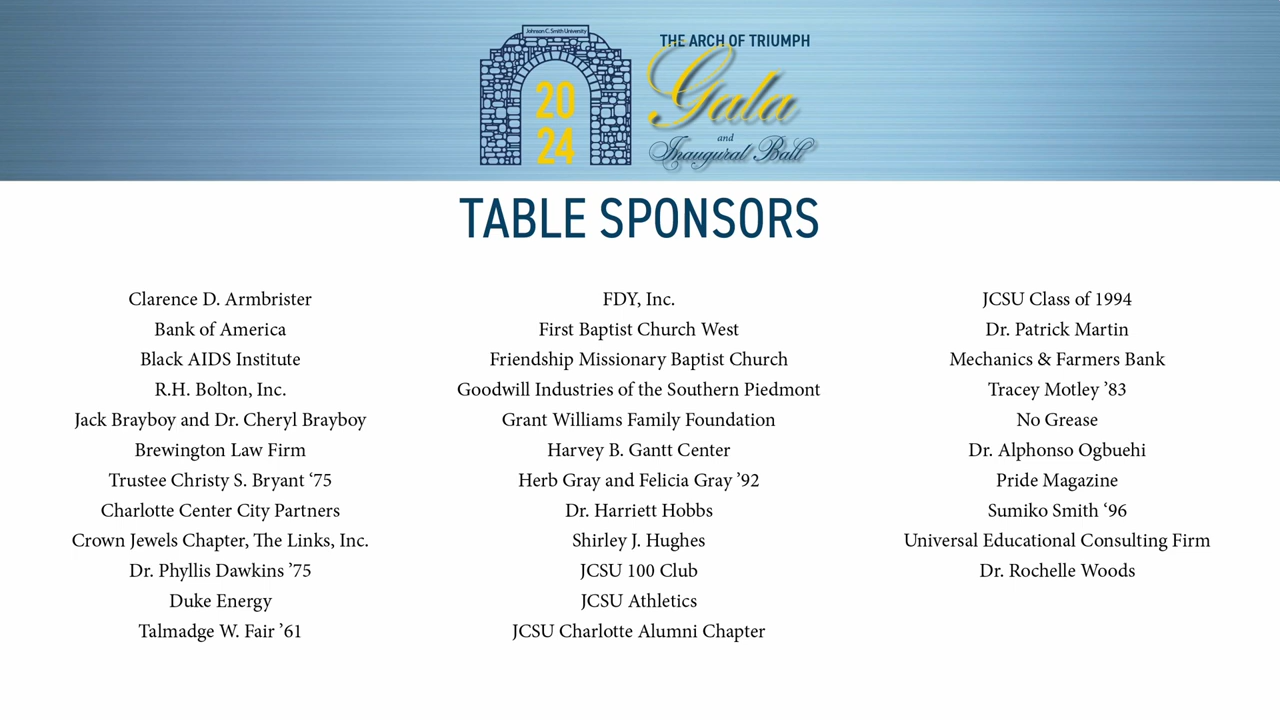 Johnson C. Smith University
20
24
THE ARCH OF TRIUMPH
Gala
and
Inaugural Ball
TABLE SPONSORS
Clarence D. Armbrister
Bank of America
Black AIDS Institute
R.H. Bolton, Inc.
Jack Brayboy and Dr. Cheryl Brayboy
Brewington Law Firm
Trustee Christy S. Bryant ‘75
Charlotte Center City Partners
Crown Jewels Chapter, The Links, Inc.
Dr. Phyllis Dawkins ’75
Duke Energy
Talmadge W. Fair ’61
FDY, Inc.
First Baptist Church West
Friendship Missionary Baptist Church
Goodwill Industries of the Southern Piedmont
Grant Williams Family Foundation
Harvey B. Gantt Center
Herb Gray and Felicia Gray ’92
Dr. Harriett Hobbs
Shirley J. Hughes
JCSU 100 Club
JCSU Athletics
JCSU Charlotte Alumni Chapter
JCSU Class of 1994
Dr. Patrick Martin
Mechanics & Farmers Bank
Tracey Motley ’83
No Grease
Dr. Alphonso Ogbuehi
Pride Magazine
Sumiko Smith ‘96
Universal Educational Consulting Firm
Dr. Rochelle Woods